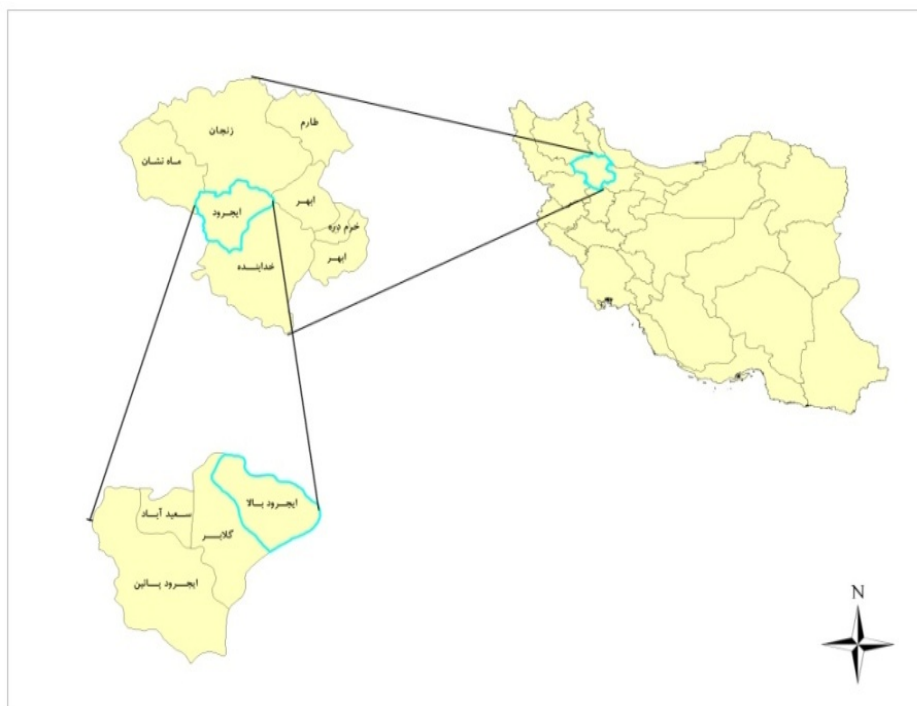 زنجان
طارم
ماه نشان
ابهر
ایجرود
خرم دره
ابهر
خدابنده
ایجرود بالا
سعید آباد
گلابر
ایجرود پائین
N